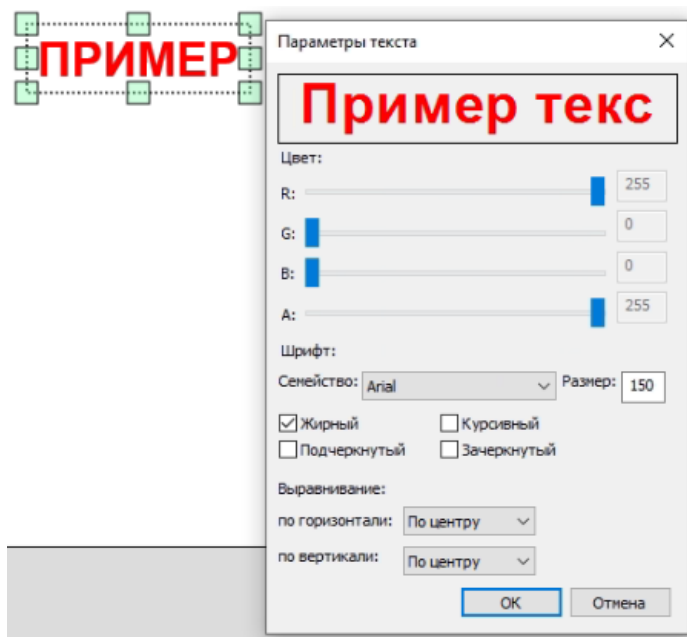 ПРИМЕР
Параметры текста
Пример текс
Цвет:
R: 255
G: 0
B: 0
A: 255
Шрифт:
Семейство: Arial Размер: 150
Жирный Курсивный
Подчеркнутый Зачеркнутый
Выравнивание:
по горизонтали: По центру
по вертикали: По центру
OK Отмена